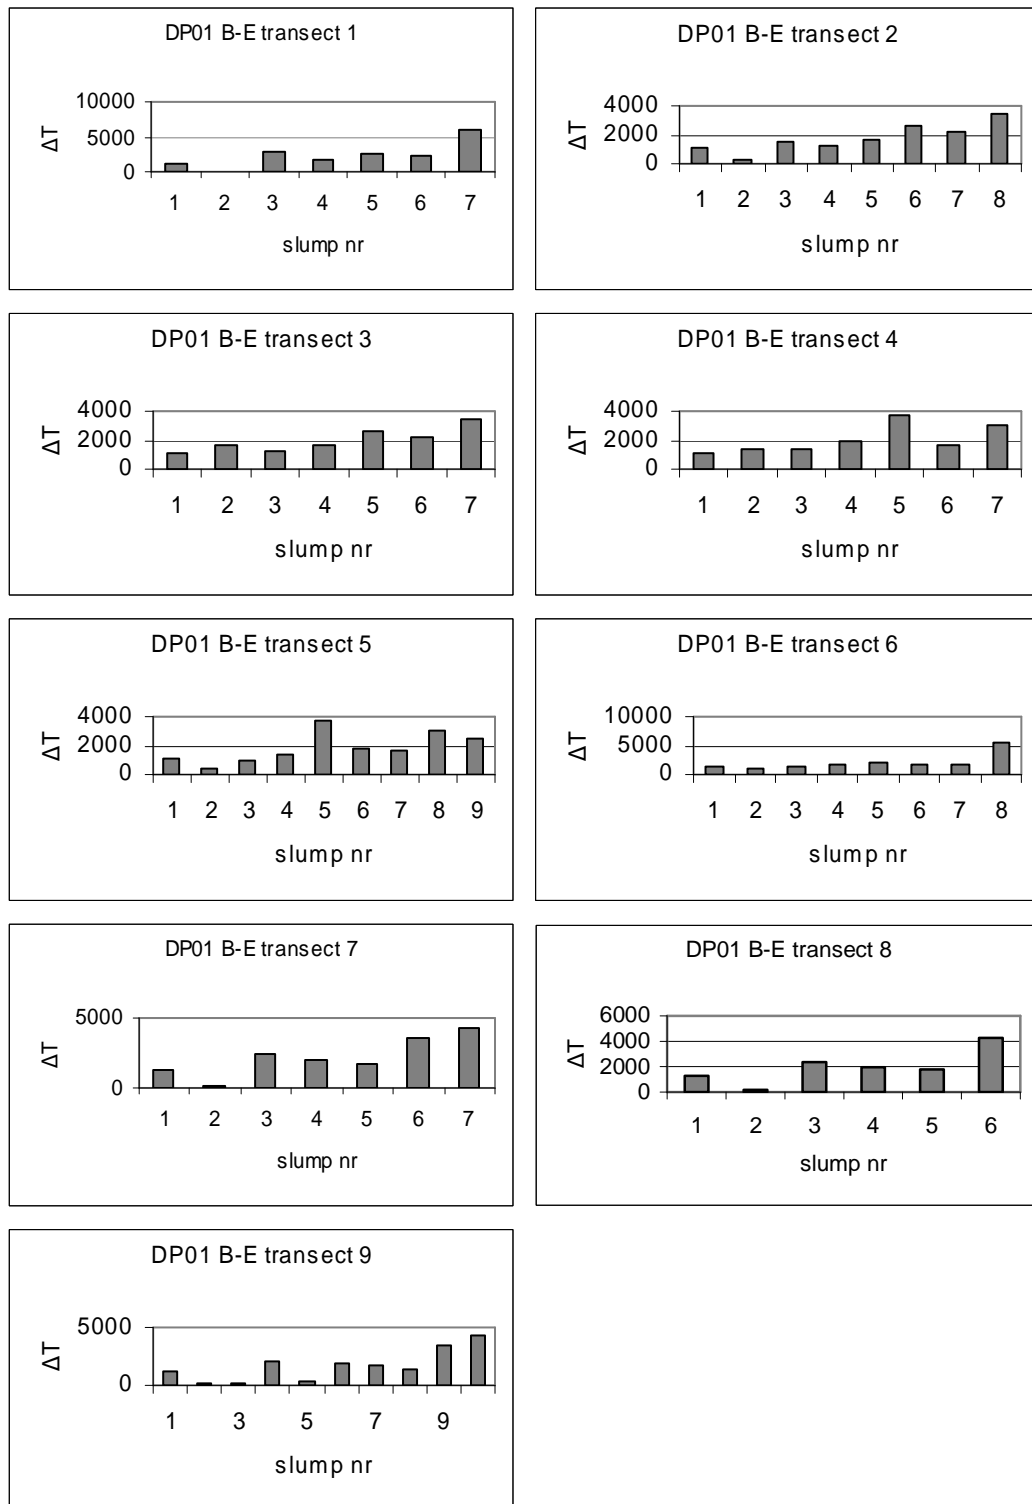 DP01 B-E transect 1
10000
5000
0
ΔT
1 2 3 4 5 6 7
slump nr
DP01 B-E transect 2
4000
2000
0
ΔT
1 2 3 4 5 6 7 8
slump nr
DP01 B-E transect 3
4000
2000
0
ΔT
1 2 3 4 5 6 7
slump nr
DP01 B-E transect 4
4000
2000
0
ΔT
1 2 3 4 5 6 7
slump nr
DP01 B-E transect 5
4000
2000
0
ΔT
1 2 3 4 5 6 7 8 9
slump nr
DP01 B-E transect 6
10000
5000
0
ΔT
1 2 3 4 5 6 7 8
slump nr
DP01 B-E transect 7
5000
0
ΔT
1 2 3 4 5 6 7
slump nr
DP01 B-E transect 8
6000
4000
2000
0
ΔT
1 2 3 4 5 6
slump nr
DP01 B-E transect 9
5000
0
ΔT
1 3 5 7 9
slump nr